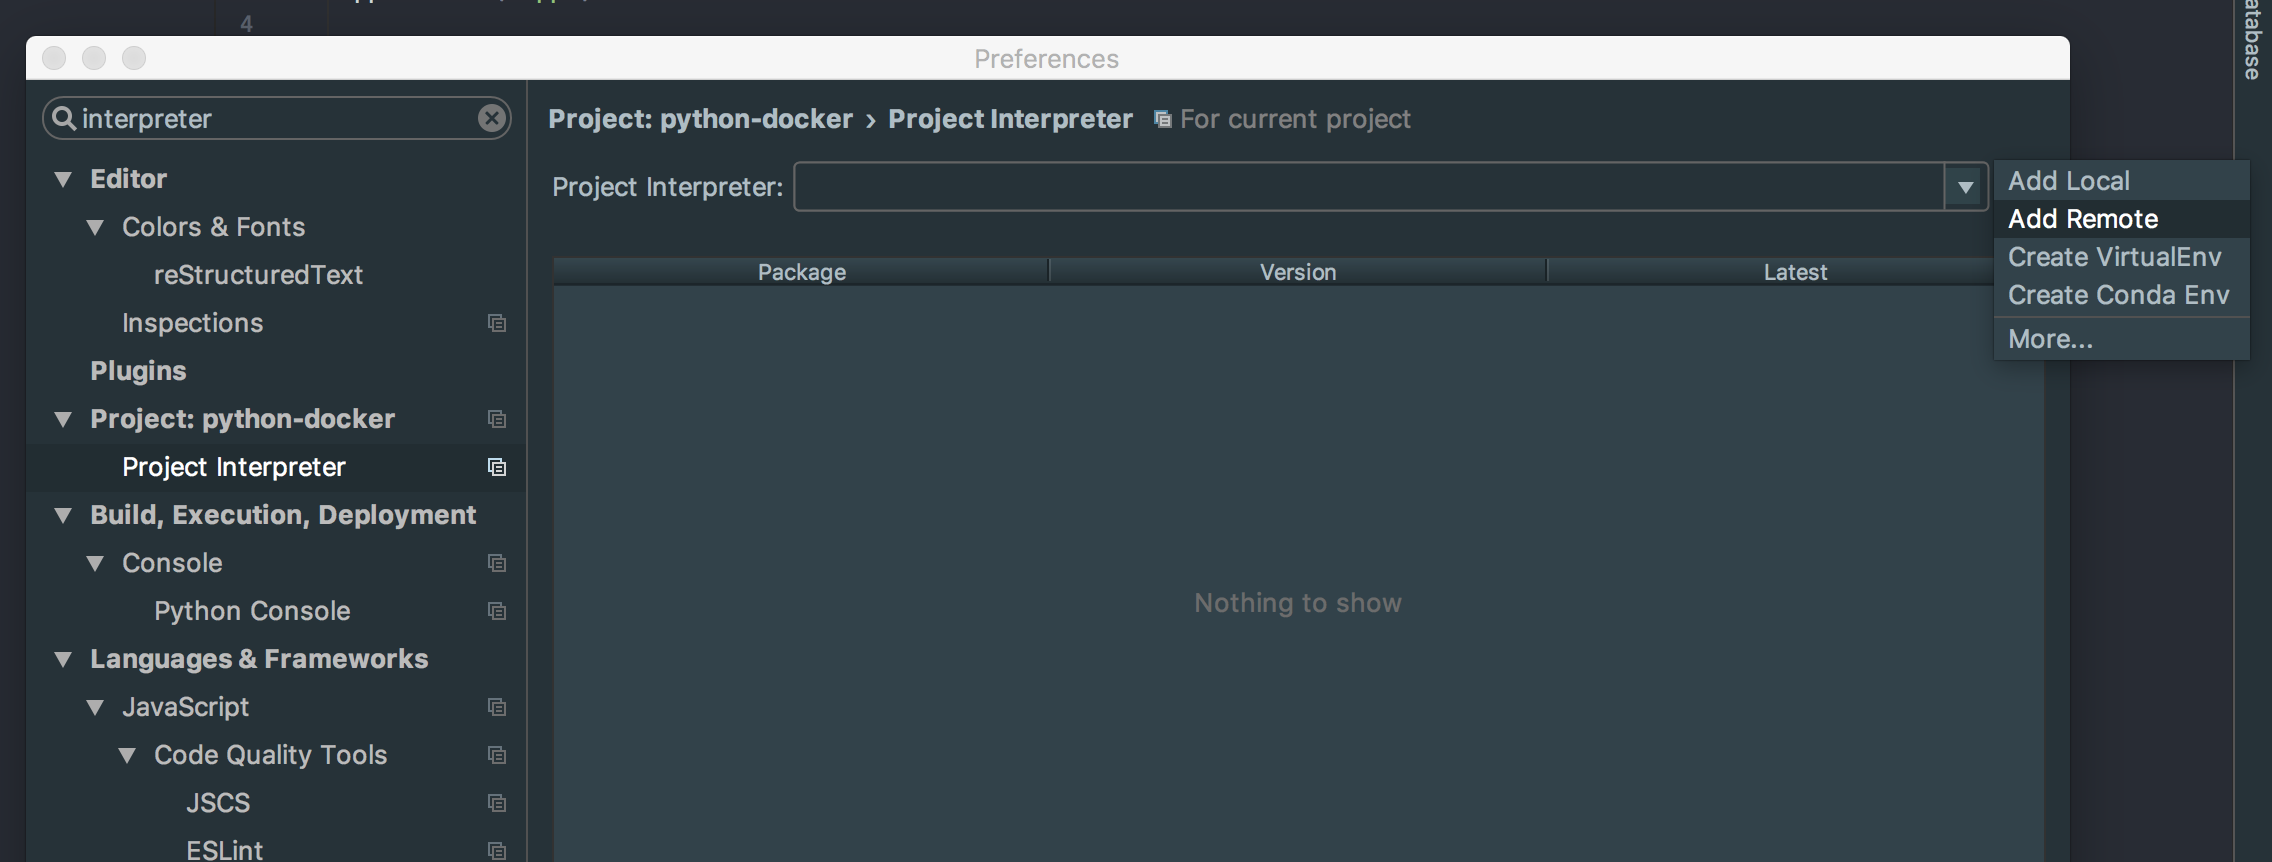 4
Preferences
atabase
interpreter
Editor
Colors & Fonts
reStructuredText
Inspections
Plugins
Project: python-docker
Project Interpreter
Build, Execution, Deployment
Console
Python Console
Languages & Frameworks
JavaScript
Code Quality Tools
JSCS
ESLint
Project: python-docker › Project Interpreter For current project
Project Interpreter:
Package Version Latest
Nothing to show
Add Local
Add Remote
Create VirtualEnv
Create Conda Env
More...